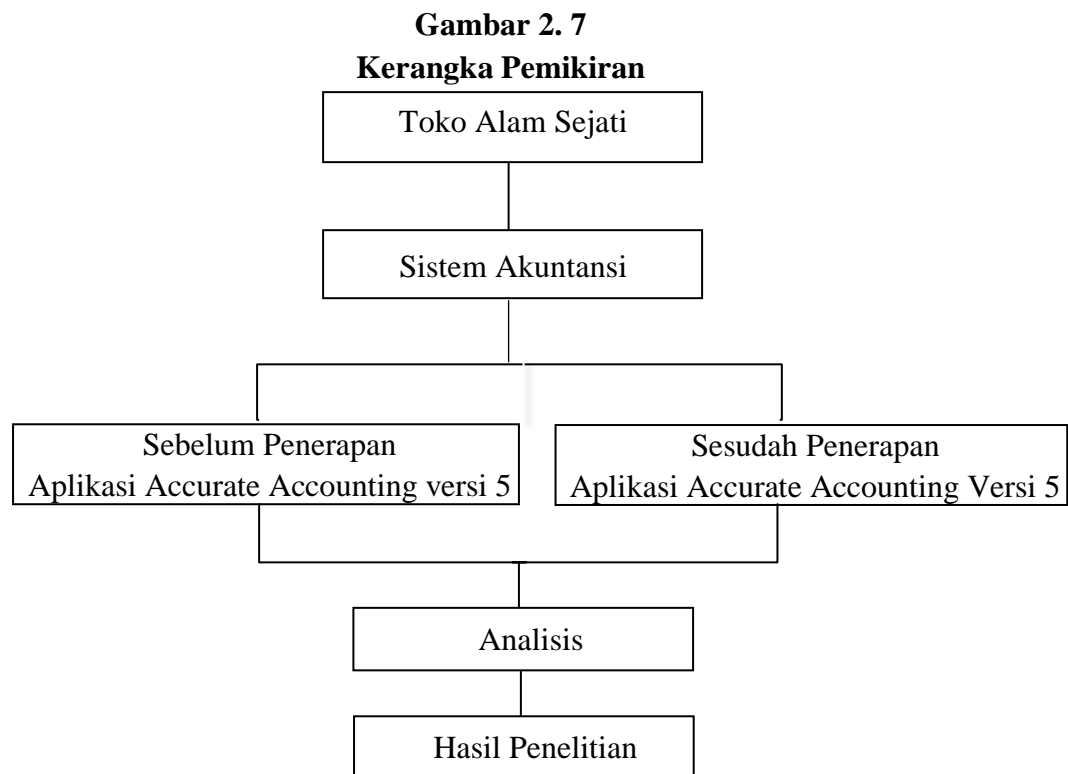 Gambar 2. 7
Kerangka Pemikiran
Toko Alam Sejati
Sistem Akuntansi
Sebelum Penerapan
Aplikasi Accurate Accounting versi 5
Sesudah Penerapan
Aplikasi Accurate Accounting Versi 5
Analisis
Hasil Penelitian